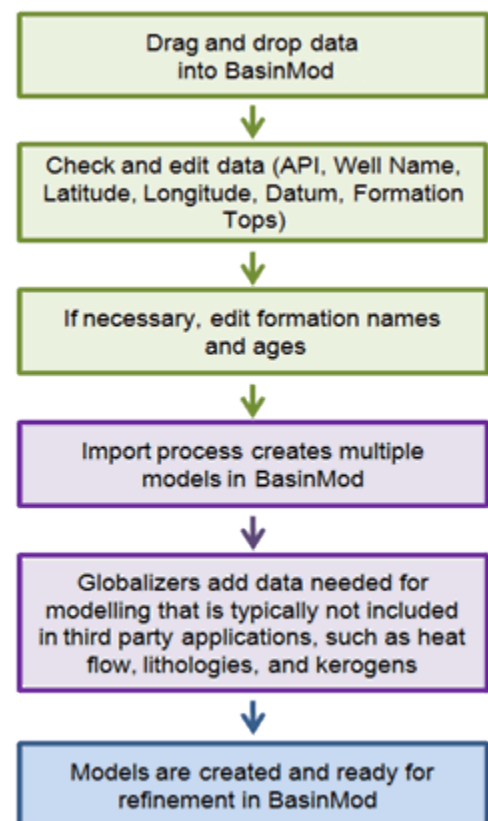 Drag and drop data
into BasinMod
Check and edit data (API, Well Name,
Latitude, Longitude, Datum, Formation
Tops)
If necessary, edit formation names
and ages
Import process creates multiple
models in BasinMod
Globalizers add data needed for
modelling that is typically not included
in third party applications, such as heat
flow, lithologies, and kerogens
Models are created and ready for
refinement in BasinMod